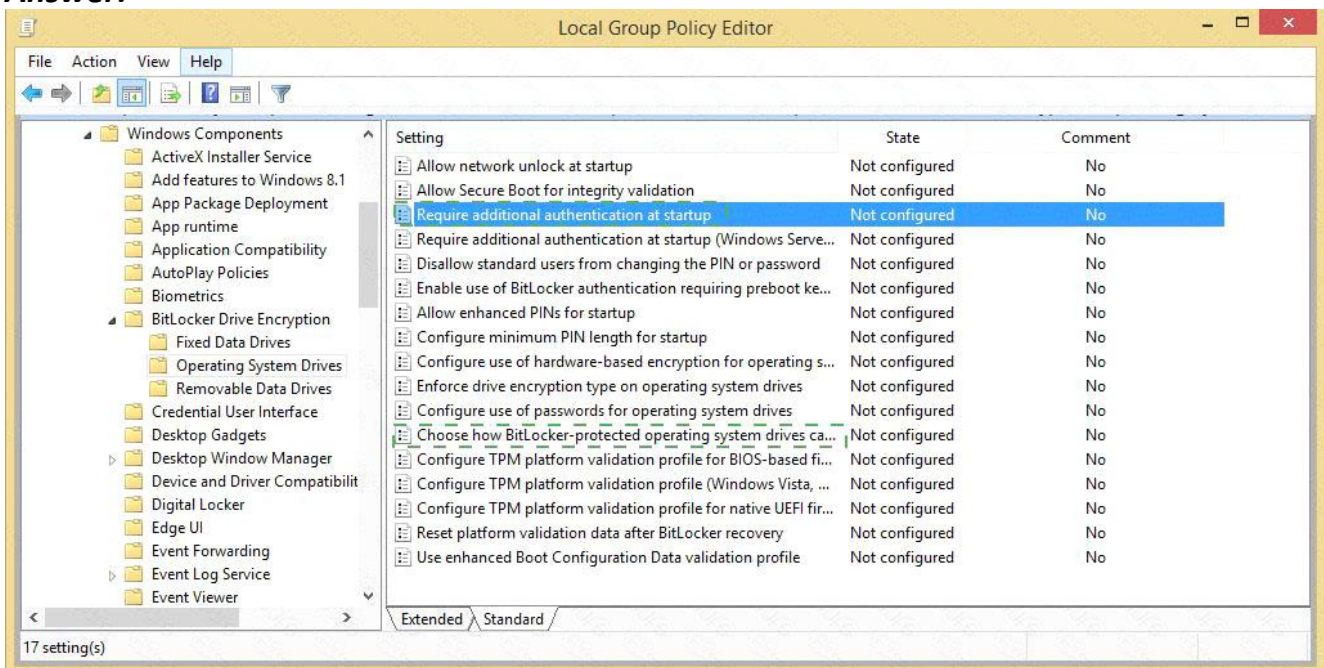 Answer:
Local Group Policy Editor
File Action View Help
Windows Components
ActiveX Installer Service
Add features to Windows 8.1
App Package Deployment
App runtime
Application Compatibility
AutoPlay Policies
Biometrics
BitLocker Drive Encryption
Fixed Data Drives
Operating System Drives
Removable Data Drives
Credential User Interface
Desktop Gadgets
Desktop Window Manager
Device and Driver Compatibilit
Digital Locker
Edge UI
Event Forwarding
Event Log Service
Event Viewer
Setting State Comment
Allow network unlock at startup Not configured No
Allow Secure Boot for integrity validation Not configured No
Require additional authentication at startup Not configured No
Require additional authentication at startup (Windows Serve... Not configured No
Disallow standard users from changing the PIN or password Not configured No
Enable use of BitLocker authentication requiring preboot ke... Not configured No
Allow enhanced PINs for startup Not configured No
Configure minimum PIN length for startup Not configured No
Configure use of hardware-based encryption for operating s... Not configured No
Enforce drive encryption type on operating system drives Not configured No
Configure use of passwords for operating system drives Not configured No
Choose how BitLocker-protected operating system drives ca... Not configured No
Configure TPM platform validation profile for BIOS-based fi... Not configured No
Configure TPM platform validation profile (Windows Vista, ... Not configured No
Configure TPM platform validation profile for native UEFI fir... Not configured No
Reset platform validation data after BitLocker recovery Not configured No
Use enhanced Boot Configuration Data validation profile Not configured No
Extended Standard
17 setting(s)